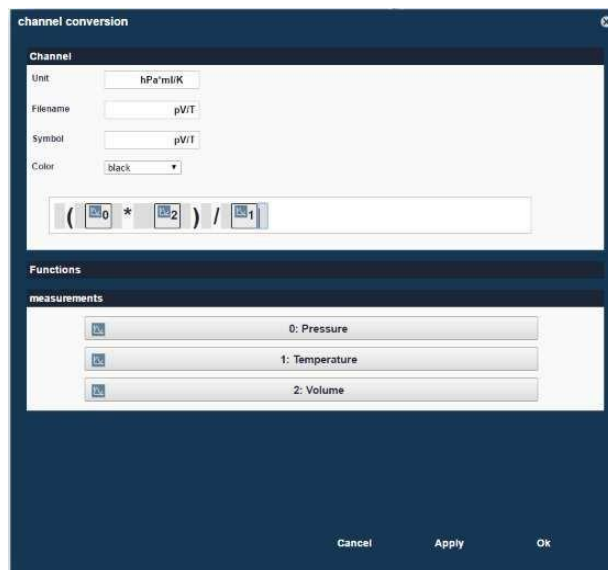 channel conversion
Channel
Unit hPa*ml/K
Filename pV/T
Symbol pV/T
Color black
( 0 * 2 ) / 1
Functions
measurements
0: Pressure
1: Temperature
2: Volume
Cancel Apply Ok